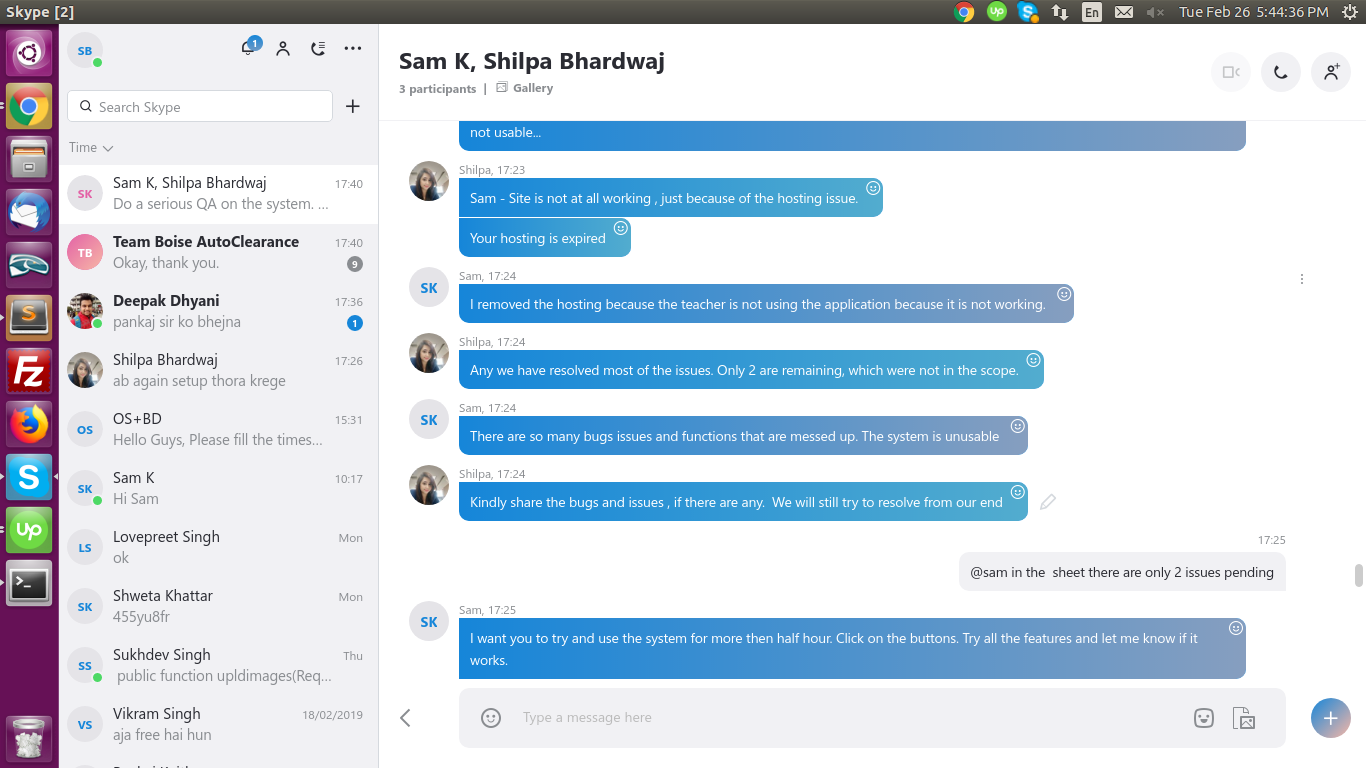 Skype [2]
En
Tue Feb 26 5:44:36 PM
SB
1
Search Skype
Time
SK
Sam K, Shilpa Bhardwaj
17:40
Do a serious QA on the system. ...
TB
Team Boise AutoClearance
17:40
Okay, thank you.
9
Deepak Dhyani
17:36
pankaj sir ko bhejna
1
Shilpa Bhardwaj
17:26
ab again setup thora krege
OS
OS+BD
15:31
Hello Guys, Please fill the times...
SK
Sam K
10:17
Hi Sam
LS
Lovepreet Singh
Mon
ok
SK
Shweta Khattar
Mon
455yu8fr
SS
Sukhdev Singh
Thu
public function upldimages(Req...
VS
Vikram Singh
18/02/2019
aja free hai hun
Sam K, Shilpa Bhardwaj
3 participants | Gallery
not usable...
Shilpa, 17:23
Sam - Site is not at all working , just because of the hosting issue.
Your hosting is expired
SK
Sam, 17:24
I removed the hosting because the teacher is not using the application because it is not working.
Shilpa, 17:24
Any we have resolved most of the issues. Only 2 are remaining, which were not in the scope.
SK
Sam, 17:24
There are so many bugs issues and functions that are messed up. The system is unusable
Shilpa, 17:24
Kindly share the bugs and issues , if there are any.  We will still try to resolve from our end
17:25
@sam in the  sheet there are only 2 issues pending
SK
Sam, 17:25
I want you to try and use the system for more then half hour. Click on the buttons. Try all the features and let me know if it
works.
Type a message here